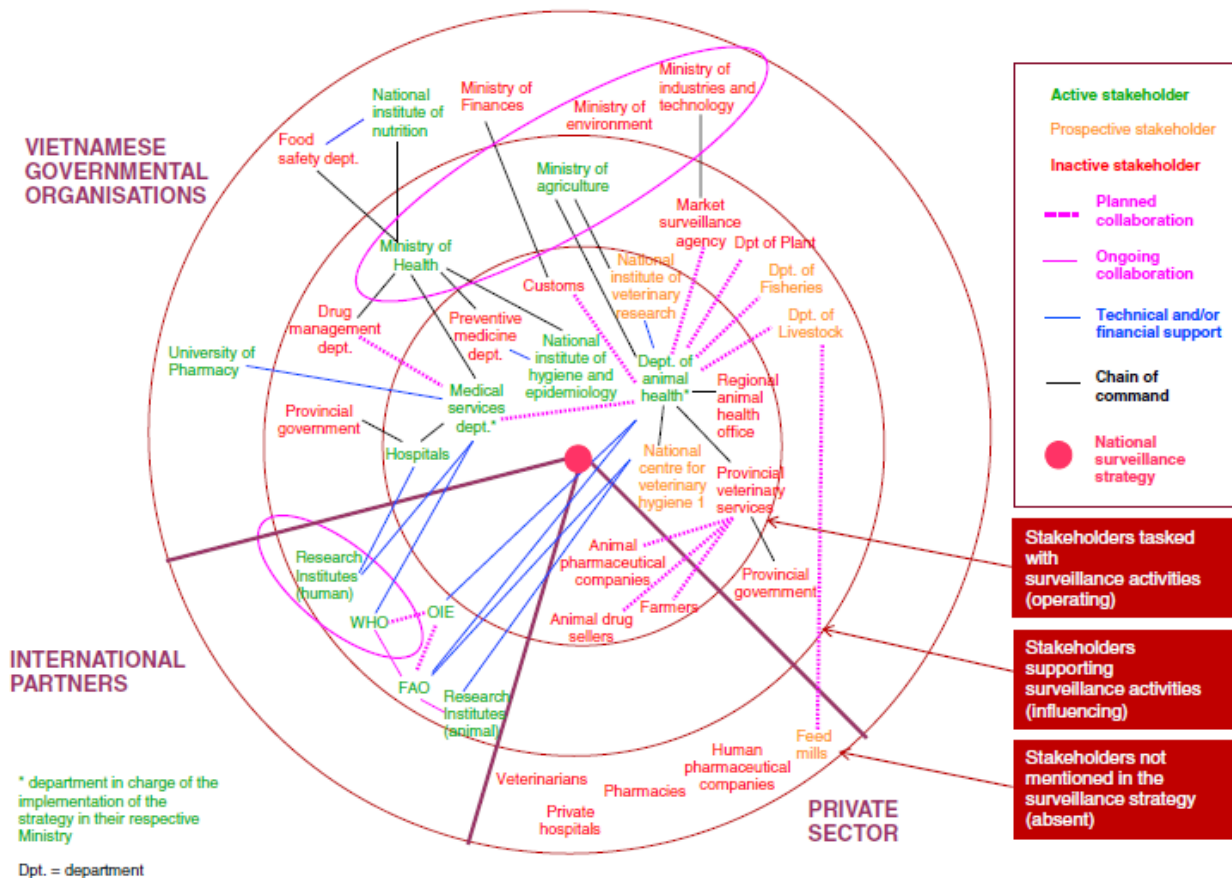 VIETNAMESE
GOVERNMENTAL
ORGANISATIONS
National
institute of
nutrition
Food
safety dept.
Ministry of
Finances
Ministry of
environment
Ministry of
industries and
technology
Ministry of
agriculture
Market
surveillance
agency
Dpt of Plant
Ministry of
Health
Customs
National
institute of
veterinary
research
Dpt. of
Fisheries
Dpt. of
Livestock
Drug
management
dept.
Preventive
medicine
dept.
National
institute of
hygiene and
epidemiology
University of
Pharmacy
Medical
services
dept.*
Dept. of
animal
health*
Regional
animal
health
office
Provincial
government
Hospitals
National
centre for
veterinary
hygiene 1
Provincial
veterinary
services
Animal
pharmaceutical
companies
Provincial
government
Farmers
Animal drug
sellers
Research
Institutes
(human)
WHO
OIE
FAO
Research
Institutes
(animal)
INTERNATIONAL
PARTNERS
Veterinarians
Private
hospitals
Pharmacies
Human
pharmaceutical
companies
Feed
mills
PRIVATE
SECTOR
* department in charge of the
implementation of the
strategy in their respective
Ministry
Dpt. = department
Active stakeholder
Prospective stakeholder
Inactive stakeholder
Planned
collaboration
Ongoing
collaboration
Technical and/or
financial support
Chain of
command
National
surveillance
strategy
Stakeholders tasked
with
surveillance activities
(operating)
Stakeholders
supporting
surveillance activities
(influencing)
Stakeholders not
mentioned in the
surveillance strategy
(absent)